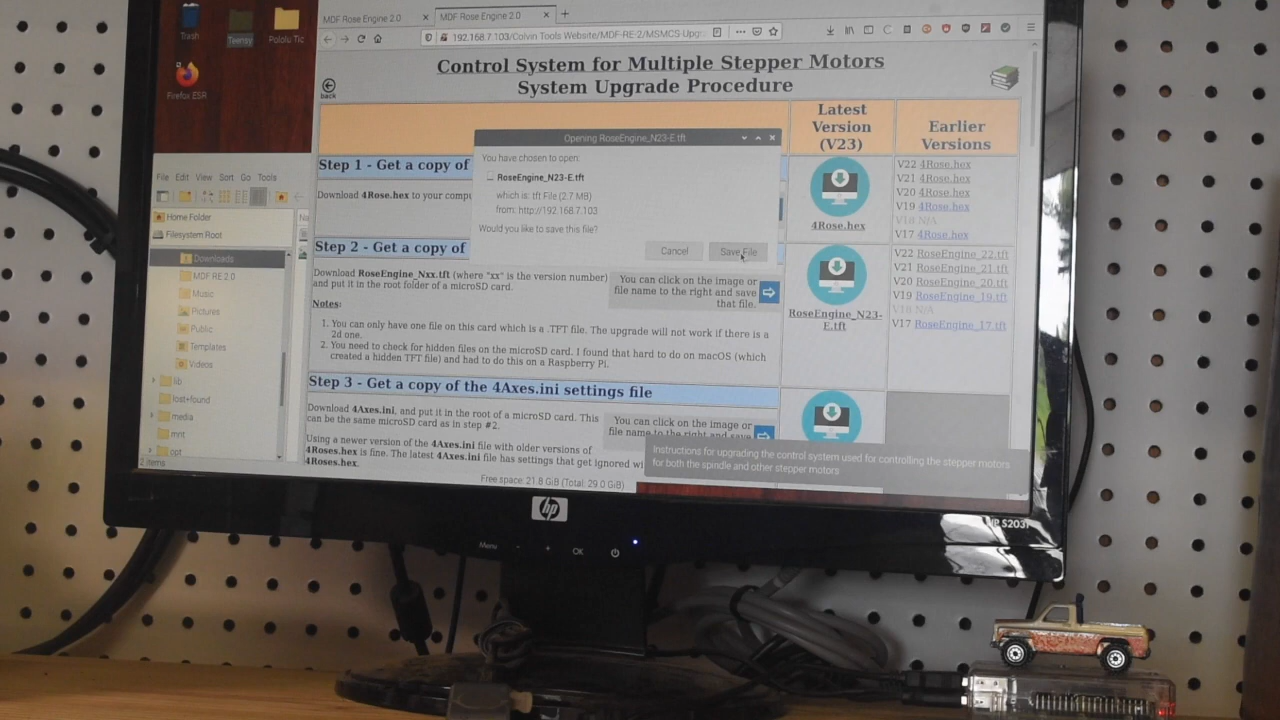 Trash
Teensy
Pololu Tic
Firefox ESR
MDF Rose Engine 2.0
MDF Rose Engine 2.0
192.168.7.103/Colvin Tools Website/MDF-RE-2/MSMCS-Upgr
Control System for Multiple Stepper Motors
System Upgrade Procedure
back
Latest
Version
(V23)
Earlier
Versions
Step 1 - Get a copy of
Download 4Rose.hex to your compu
4Rose.hex
V22 4Rose.hex
V21 4Rose.hex
V20 4Rose.hex
V19 4Rose.hex
V18 N/A
V17 4Rose.hex
Opening RoseEngine_N23-E.tft
You have chosen to open:
RoseEngine_N23-E.tft
which is: tft File (2.7 MB)
from: http://192.168.7.103
Would you like to save this file?
Cancel
Save File
Step 2 - Get a copy of
Download RoseEngine_Nxx.tft (where "xx" is the version number)
and put it in the root folder of a microSD card.
You can click on the image or
file name to the right and save
that file.
Notes:
1. You can only have one file on this card which is a .TFT file. The upgrade will not work if there is a
2d one.
2. You need to check for hidden files on the microSD card. I found that hard to do on macOS (which
created a hidden TFT file) and had to do this on a Raspberry Pi.
RoseEngine_N23-
E.tft
V22 RoseEngine_22.tft
V21 RoseEngine_21.tft
V20 RoseEngine_20.tft
V19 RoseEngine_19.tft
V18 N/A
V17 RoseEngine_17.tft
Step 3 - Get a copy of the 4Axes.ini settings file
Download 4Axes.ini, and put it in the root of a microSD card. This
can be the same microSD card as in step #2.
You can click on the image or
file name to the right and save
Using a newer version of the 4Axes.ini file with older versions of
4Roses.hex is fine. The latest 4Axes.ini file has settings that get ignored wi
4Roses.hex.
Instructions for upgrading the control system used for controlling the stepper motors
for both the spindle and other stepper motors
File Edit View Sort Go Tools
Home Folder
Filesystem Root
Downloads
MDF RE 2.0
Music
Pictures
Public
Templates
Videos
lib
lost+found
media
mnt
opt
2 items
Free space: 21.8 GiB (Total: 29.0 GiB)
hp
HP S2031
Menu - + OK